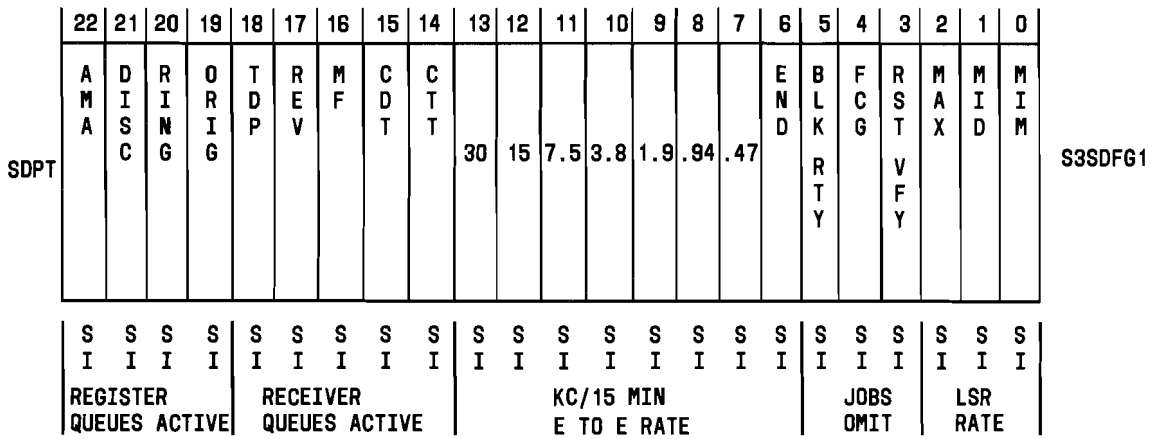 22 21 20 19 18 17 16 15 14 13 12 11 10 9 8 7 6 5 4 3 2 1 0
SDPT
AMA
DISC
RING
ORIG
TDP
REV
MF
CDT
CTT
30 15 7.5 3.8 1.9 .94 .47
END
BLK RTY
FCG
RST VFY
MAX
MID
MIM
S3SDFG1
S S S S S S S S S S S S S S S S S S S S S S S
I I I I I I I I I I I I I I I I I I I I I I I
REGISTER
QUEUES ACTIVE
RECEIVER
QUEUES ACTIVE
KC/15 MIN
E TO E RATE
JOBS
OMIT
LSR
RATE